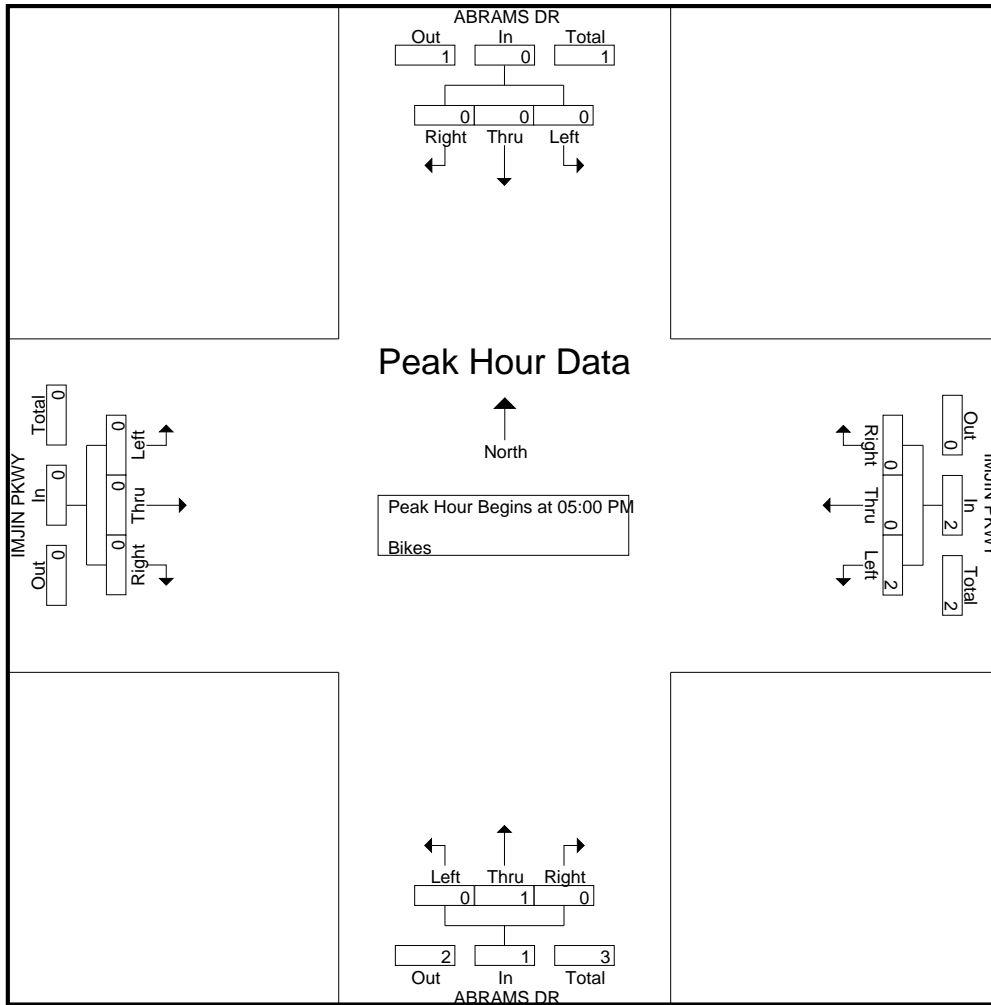 ABRAMS DR
Out In Total
1 0 1
0 0 0
Right Thru Left
Peak Hour Data
North
Peak Hour Begins at 05:00 PM
Bikes
IMJIN PKWY
Total In Out
0 0 0
0 0 0
Left Thru Right
Right Thru Left
0 0 2
Out In Total
0 2 2
IMJIN PKWY
Left Thru Right
0 1 0
2 1 3
Out In Total
ABRAMS DR